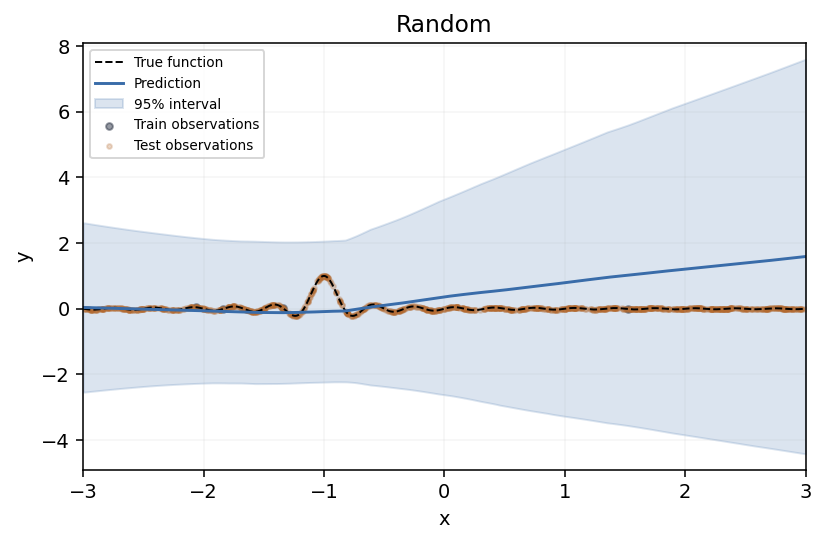 Random
True function
Prediction
95% interval
Train observations
Test observations
8
6
4
2
0
−2
−4
y
−3 −2 −1 0 1 2 3
x